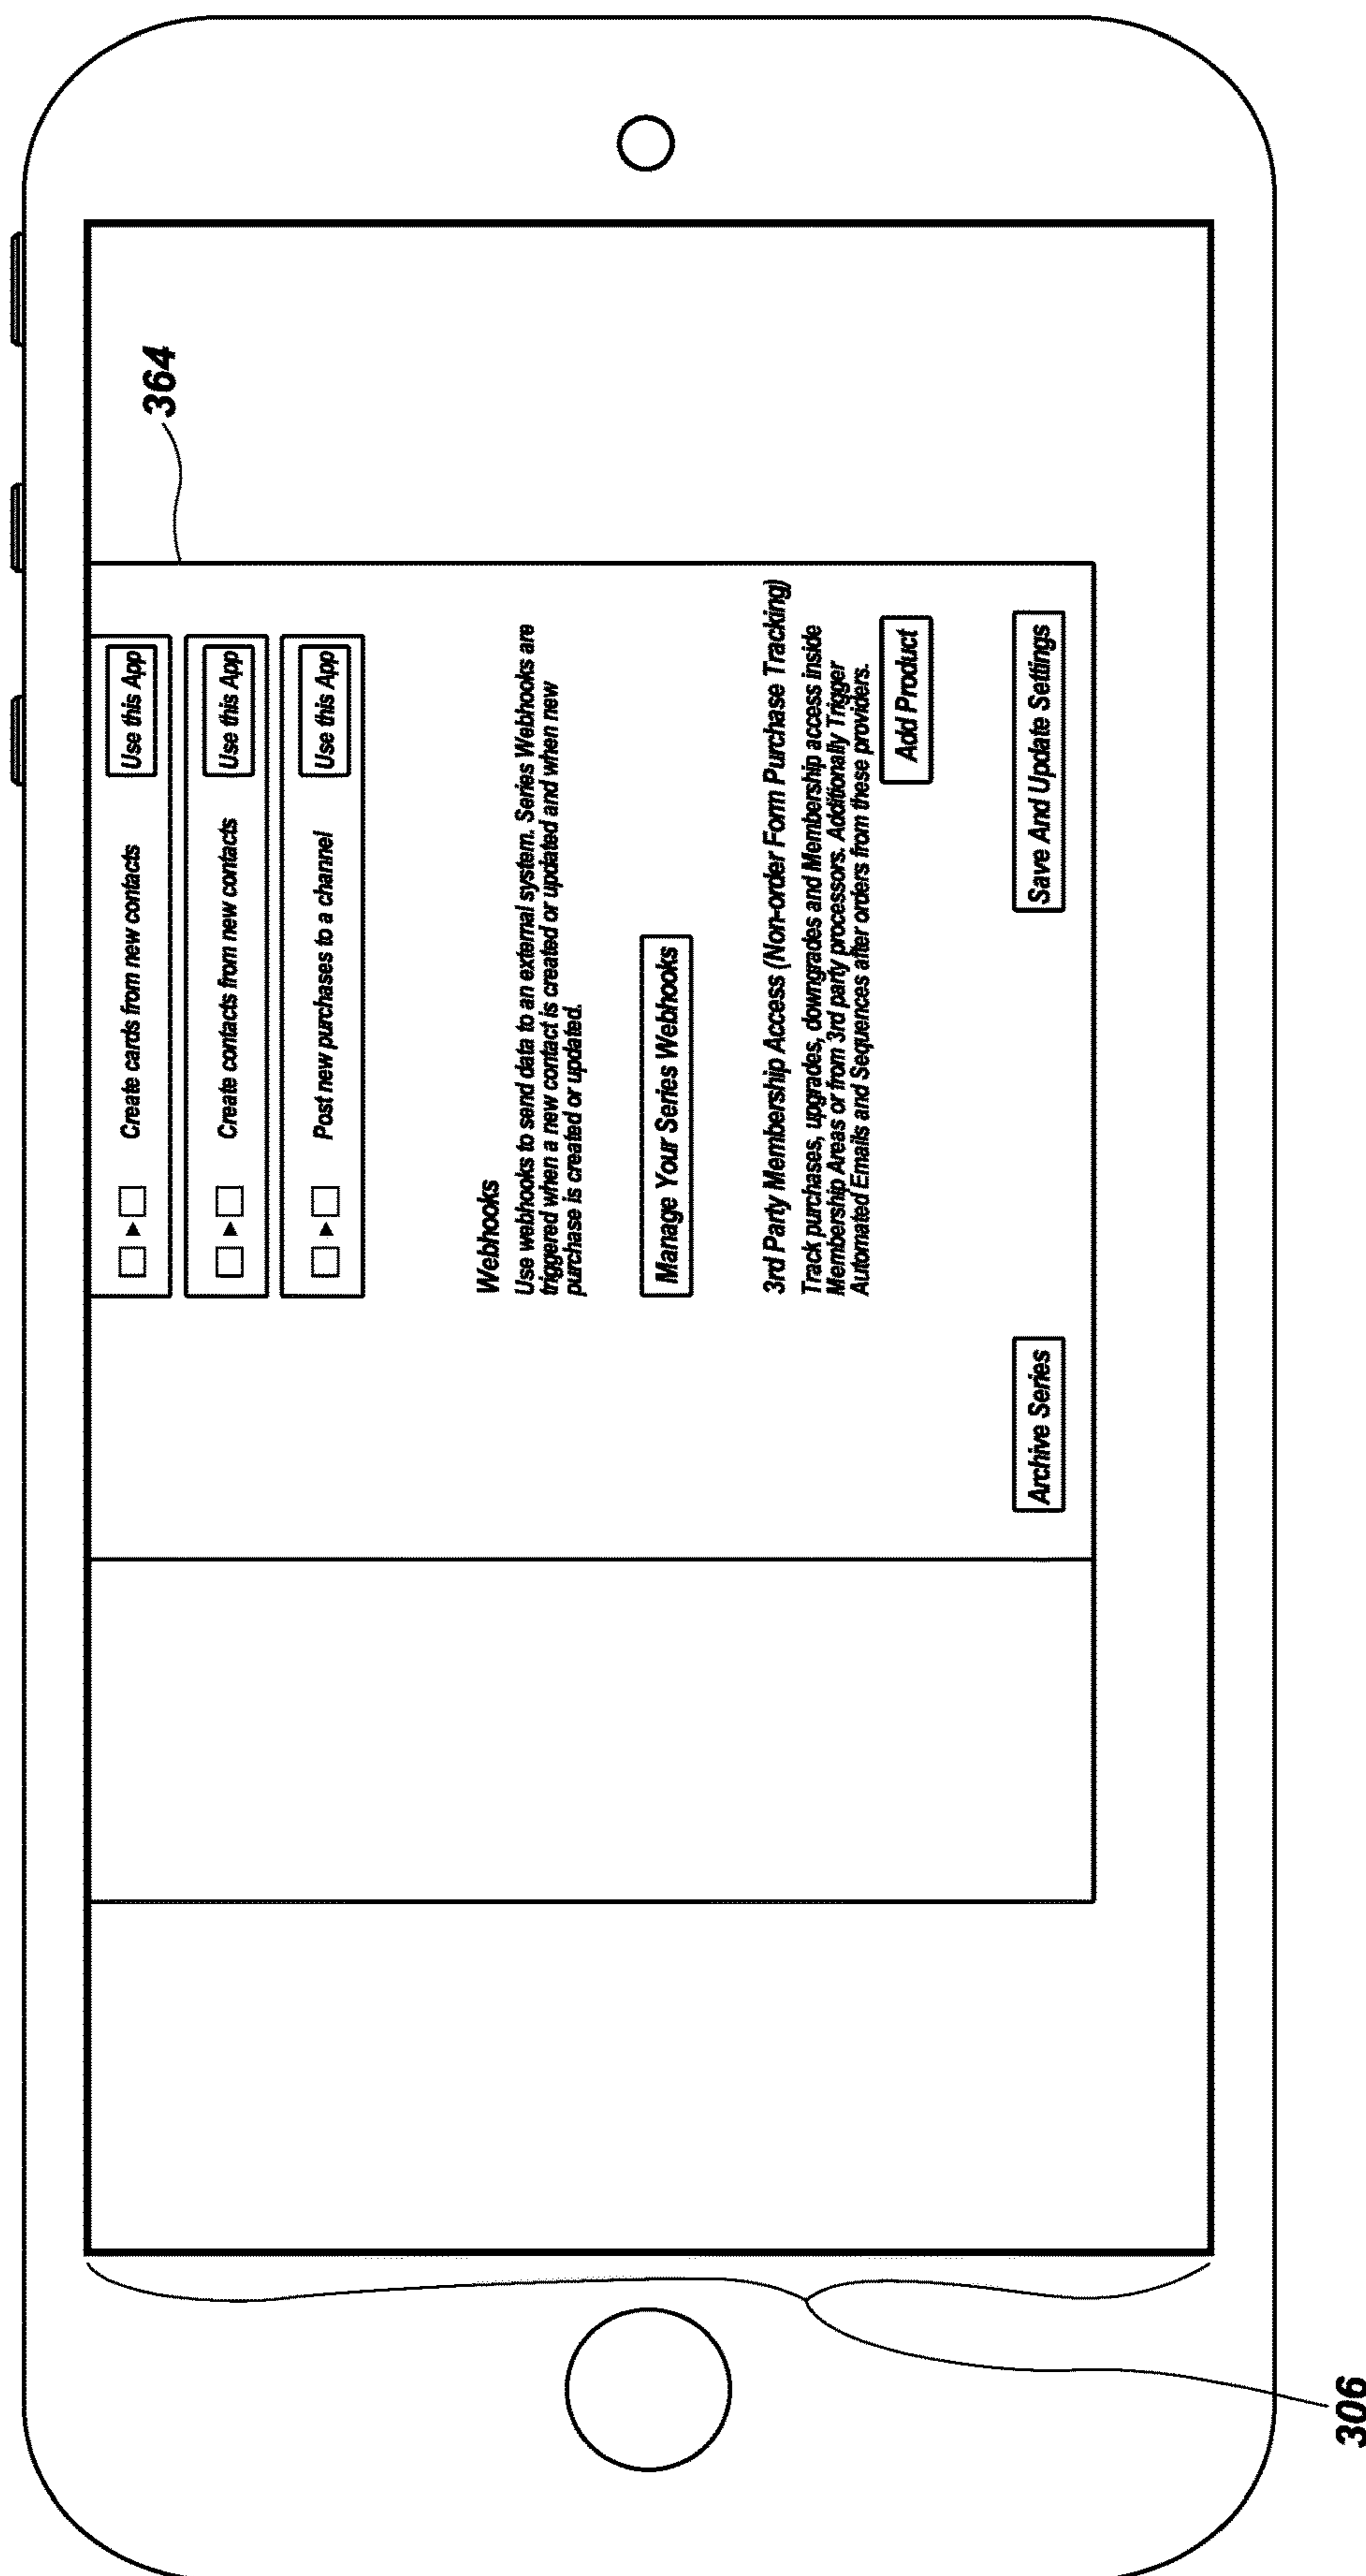 364
Create cards from new contacts Use this App
Create contacts from new contacts Use this App
Post new purchases to a channel Use this App
Webhooks
Use webhooks to send data to an external system. Series Webhooks are
triggered when a new contact is created or updated and when new
purchase is created or updated.
Manage Your Series Webhooks
3rd Party Membership Access (Non-order Form Purchase Tracking)
Track purchases, upgrades, downgrades and Membership access inside
Membership Areas or from 3rd party processors. Additionally Trigger
Automated Emails and Sequences after orders from these providers.
Add Product
Archive Series Save And Update Settings
306